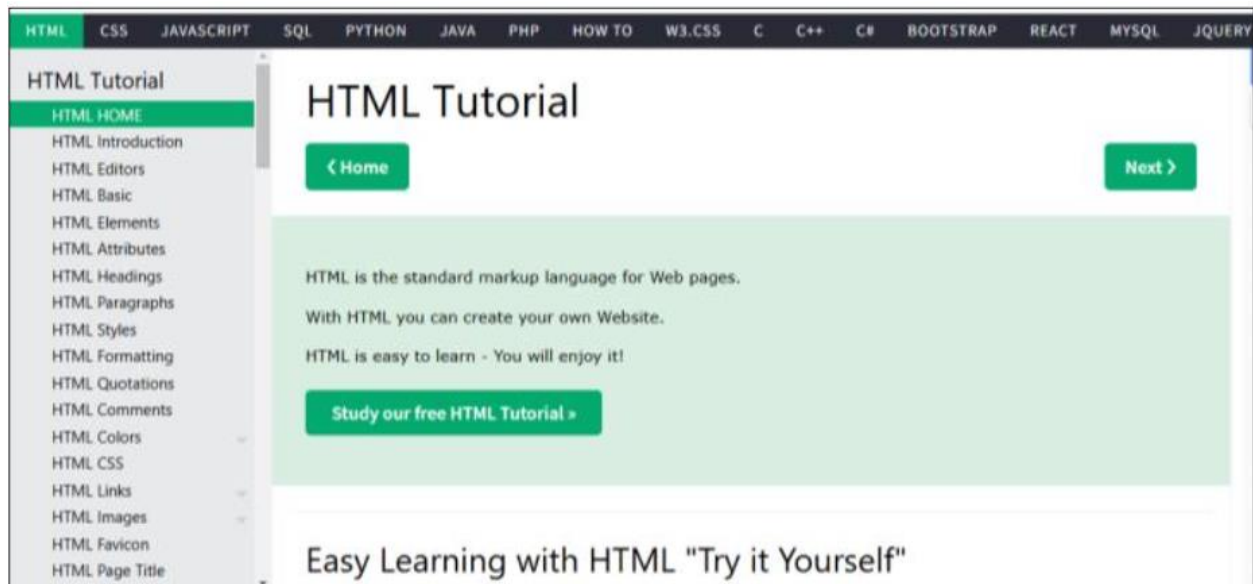 HTML CSS JAVASCRIPT SQL PYTHON JAVA PHP HOW TO W3.CSS C C++ C# BOOTSTRAP REACT MYSQL JQUERY
HTML Tutorial
HTML HOME
HTML Introduction
HTML Editors
HTML Basic
HTML Elements
HTML Attributes
HTML Headings
HTML Paragraphs
HTML Styles
HTML Formatting
HTML Quotations
HTML Comments
HTML Colors
HTML CSS
HTML Links
HTML Images
HTML Favicon
HTML Page Title
HTML Tutorial
❮ Home
Next ❯
HTML is the standard markup language for Web pages.
With HTML you can create your own Website.
HTML is easy to learn - You will enjoy it!
Study our free HTML Tutorial »
Easy Learning with HTML "Try it Yourself"